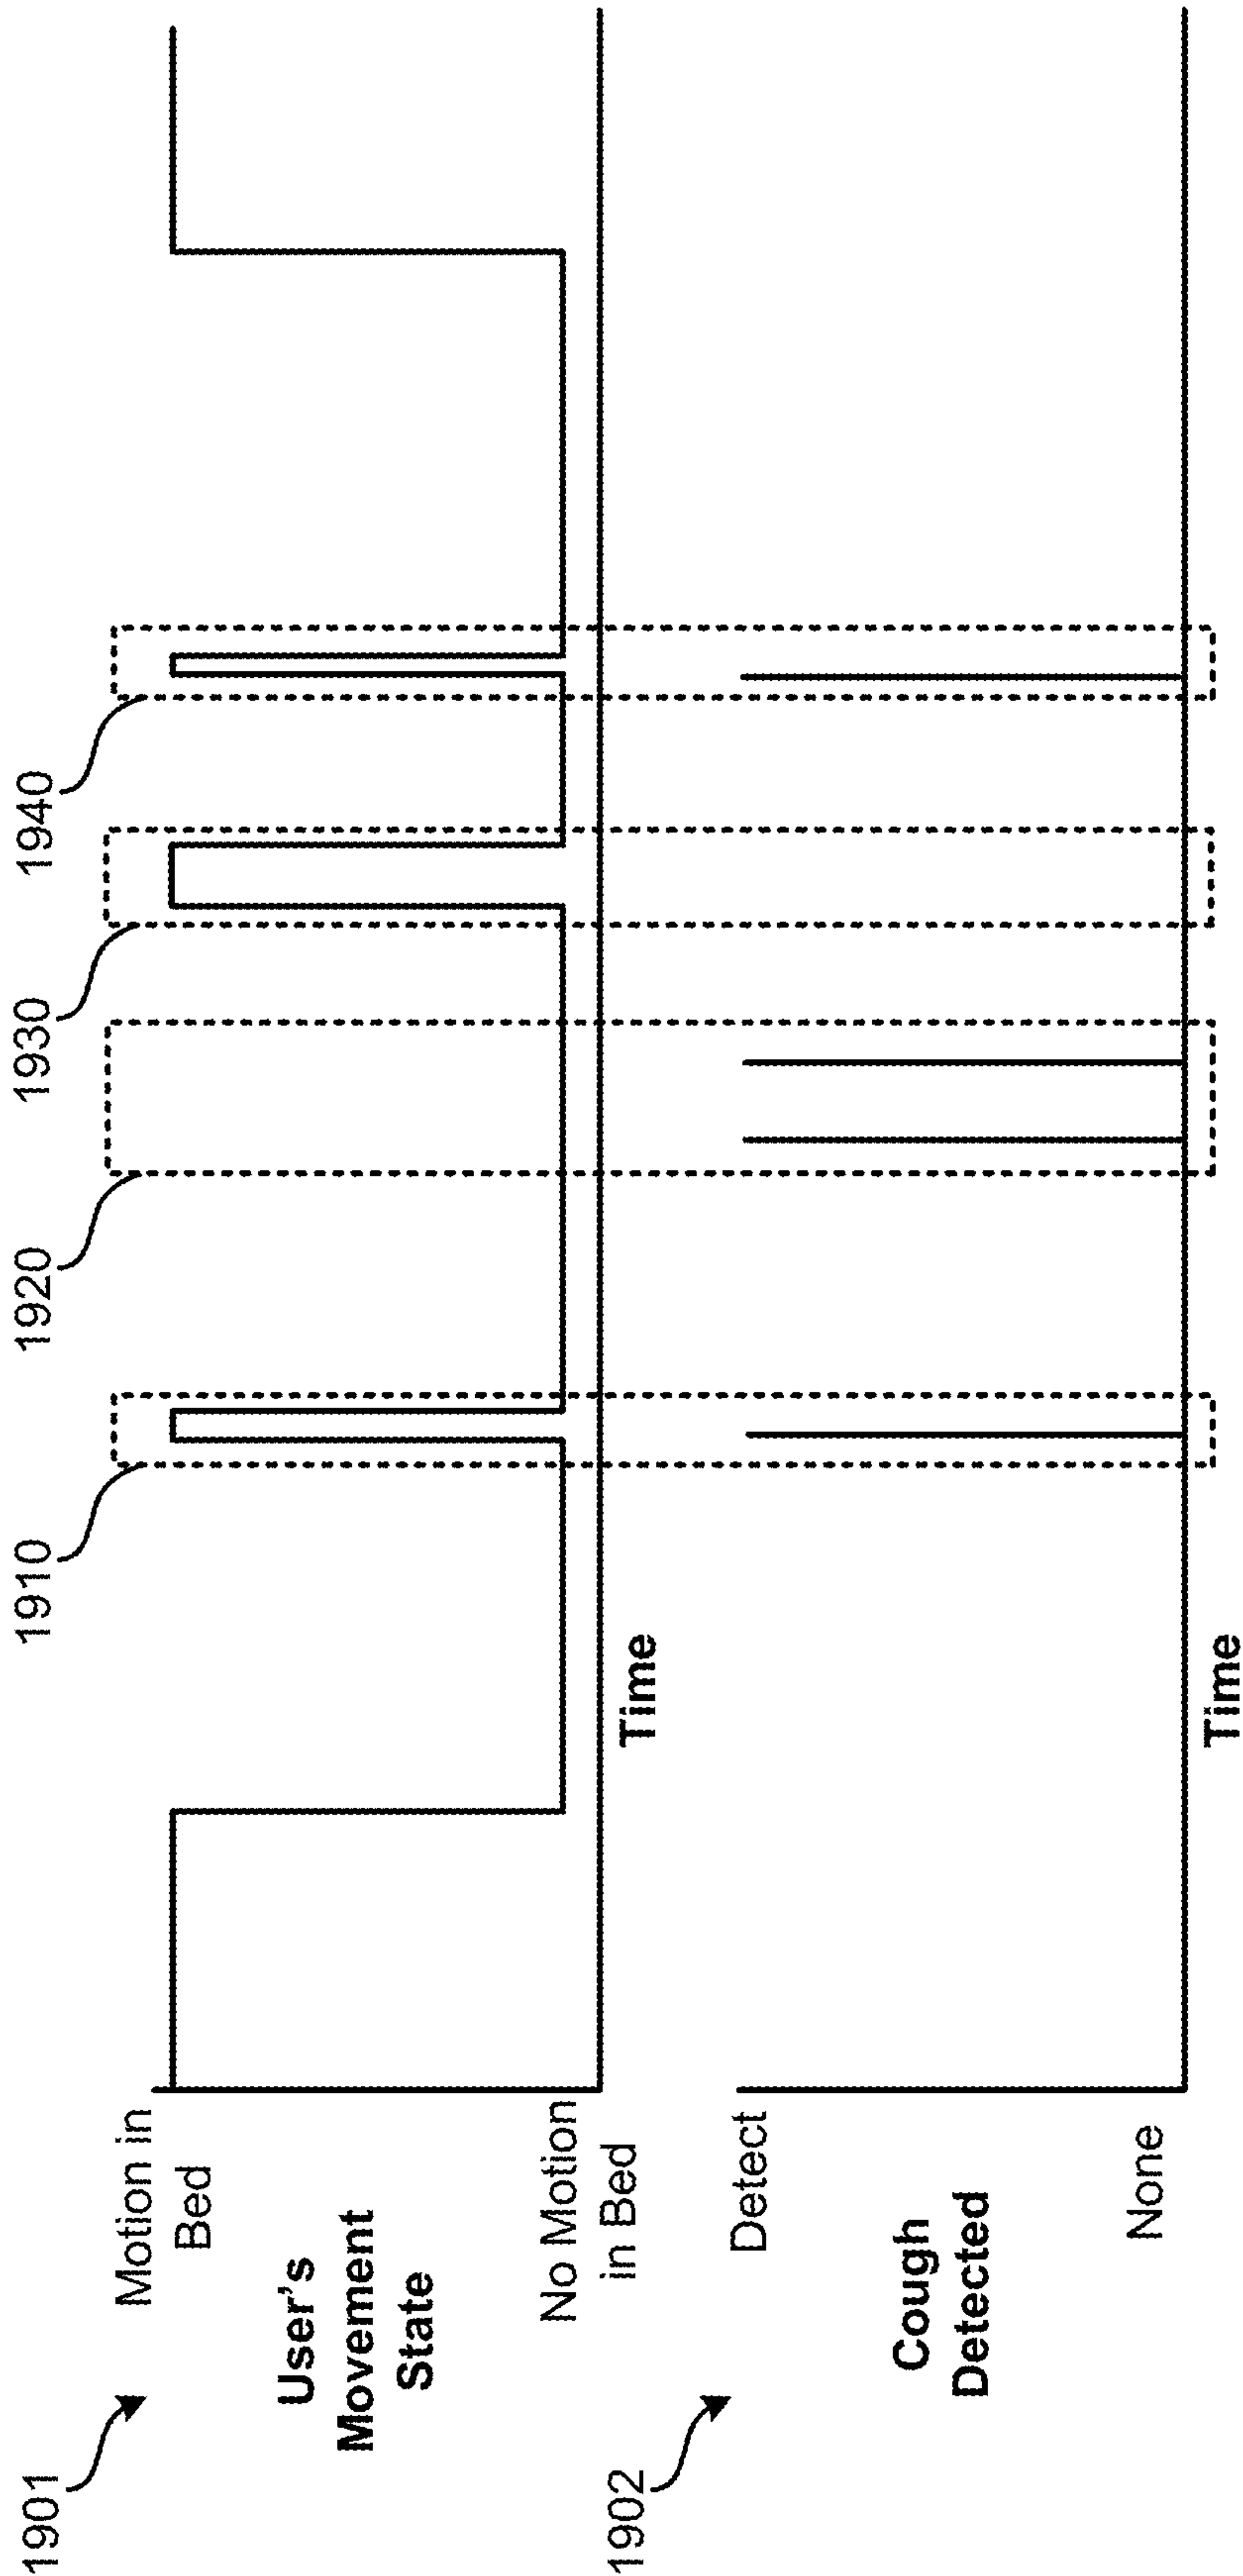 1901
Motion in
Bed
User's
Movement
State
No Motion
in Bed
1910
1920
1930
1940
Time
1902
Detect
Cough
Detected
None
Time